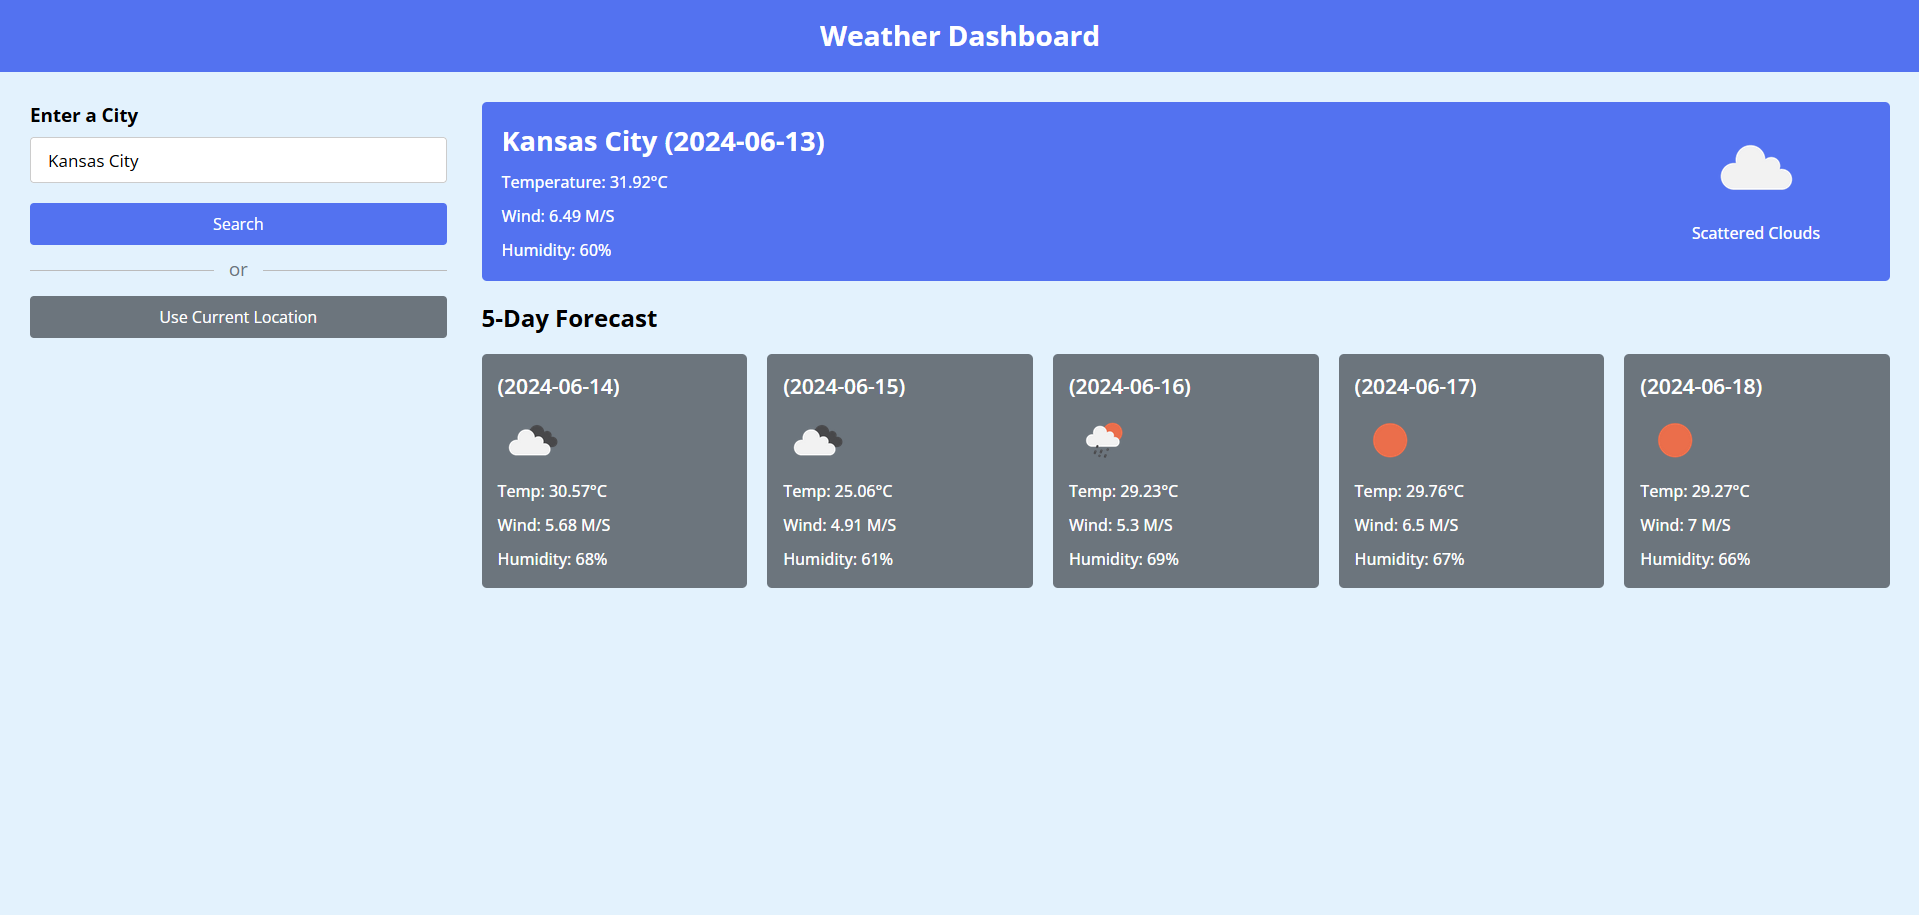 Weather Dashboard
Enter a City
Kansas City
Search
or
Use Current Location
Kansas City (2024-06-13)
Temperature: 31.92°C
Wind: 6.49 M/S
Humidity: 60%
Scattered Clouds
5-Day Forecast
(2024-06-14)
Temp: 30.57°C
Wind: 5.68 M/S
Humidity: 68%
(2024-06-15)
Temp: 25.06°C
Wind: 4.91 M/S
Humidity: 61%
(2024-06-16)
Temp: 29.23°C
Wind: 5.3 M/S
Humidity: 69%
(2024-06-17)
Temp: 29.76°C
Wind: 6.5 M/S
Humidity: 67%
(2024-06-18)
Temp: 29.27°C
Wind: 7 M/S
Humidity: 66%